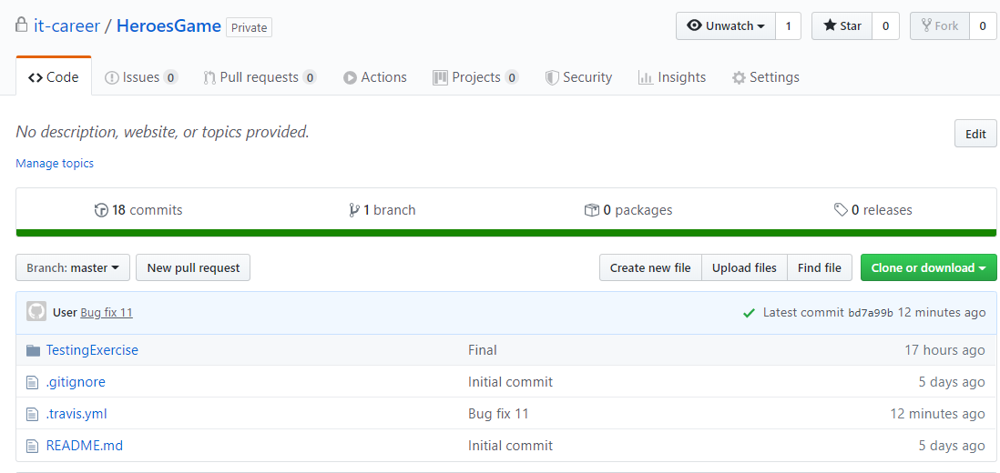 it-career / HeroesGame Private Unwatch 1 Star 0 Fork 0
Code Issues 0 Pull requests 0 Actions Projects 0 Security Insights Settings
No description, website, or topics provided. Edit
Manage topics
18 commits 1 branch 0 packages 0 releases
Branch: master New pull request Create new file Upload files Find file Clone or download
User Bug fix 11 Latest commit bd7a99b 12 minutes ago
TestingExercise Final 17 hours ago
.gitignore Initial commit 5 days ago
.travis.yml Bug fix 11 12 minutes ago
README.md Initial commit 5 days ago